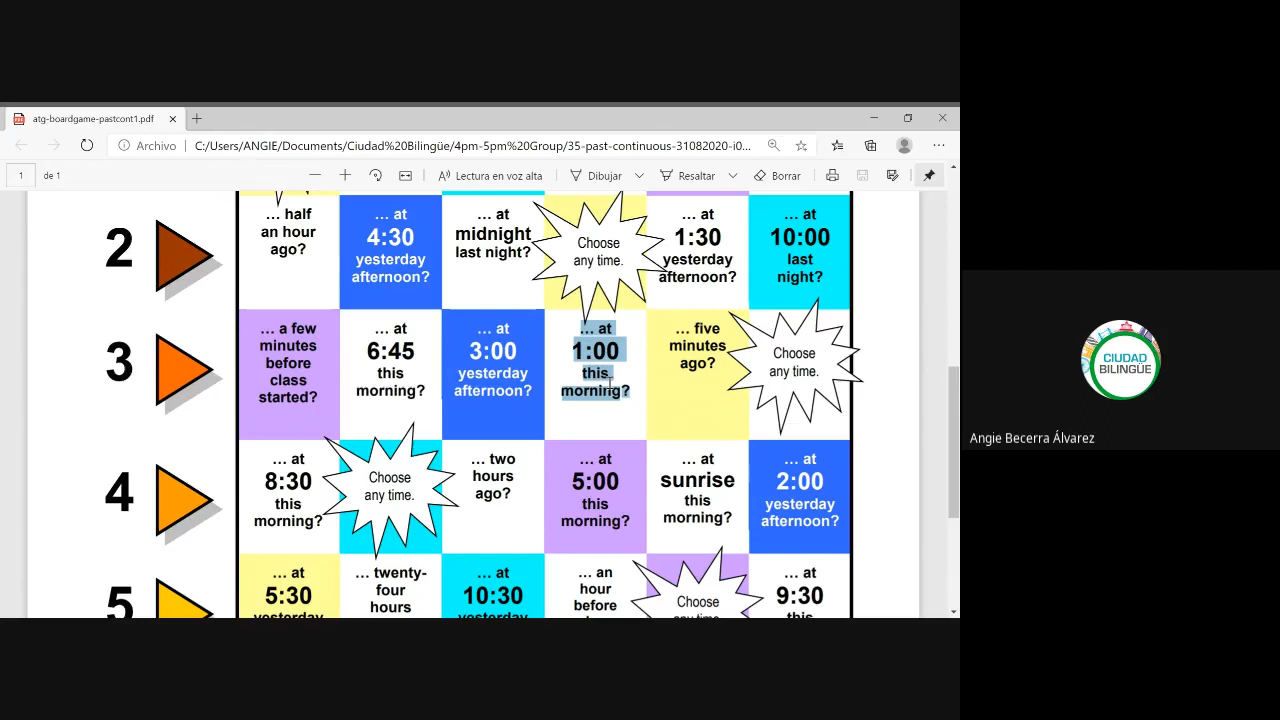 atg-boardgame-pastcont1.pdf
Archivo
C:/Users/ANGIE/Documents/Ciudad%20Bilingüe/4pm-5pm%20Group/35-past-continuous-31082020-i0...
1
de 1
Lectura en voz alta
Dibujar
Resaltar
Borrar
2
... half
an hour
ago?
... at
4:30
yesterday
afternoon?
... at
midnight
last night?
Choose
any time.
... at
1:30
yesterday
afternoon?
... at
10:00
last
night?
3
... a few
minutes
before
class
started?
... at
6:45
this
morning?
... at
3:00
yesterday
afternoon?
... at
1:00
this
morning?
... five
minutes
ago?
Choose
any time.
4
... at
8:30
this
morning?
Choose
any time.
... two
hours
ago?
... at
5:00
this
morning?
... at
sunrise
this
morning?
... at
2:00
yesterday
afternoon?
5
... at
5:30
yesterday
... twenty-
four
hours
... at
10:30
yesterday
... an
hour
before
Choose
any time.
... at
9:30
this
CIUDAD
BILINGÜE
Angie Becerra Álvarez